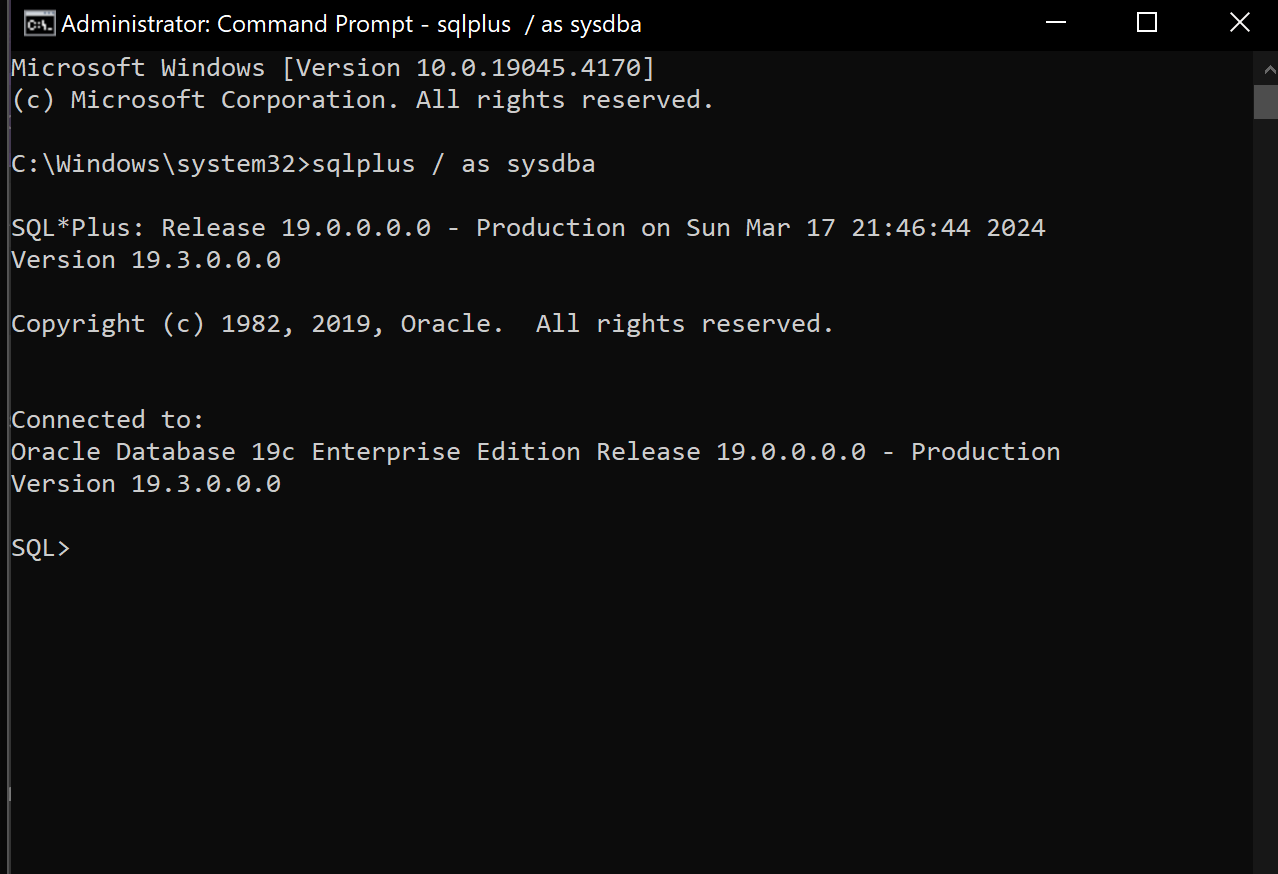 Administrator: Command Prompt - sqlplus  / as sysdba
Microsoft Windows [Version 10.0.19045.4170]
(c) Microsoft Corporation. All rights reserved.
C:\Windows\system32>sqlplus / as sysdba
SQL*Plus: Release 19.0.0.0.0 - Production on Sun Mar 17 21:46:44 2024
Version 19.3.0.0.0
Copyright (c) 1982, 2019, Oracle.  All rights reserved.
Connected to:
Oracle Database 19c Enterprise Edition Release 19.0.0.0.0 - Production
Version 19.3.0.0.0
SQL>